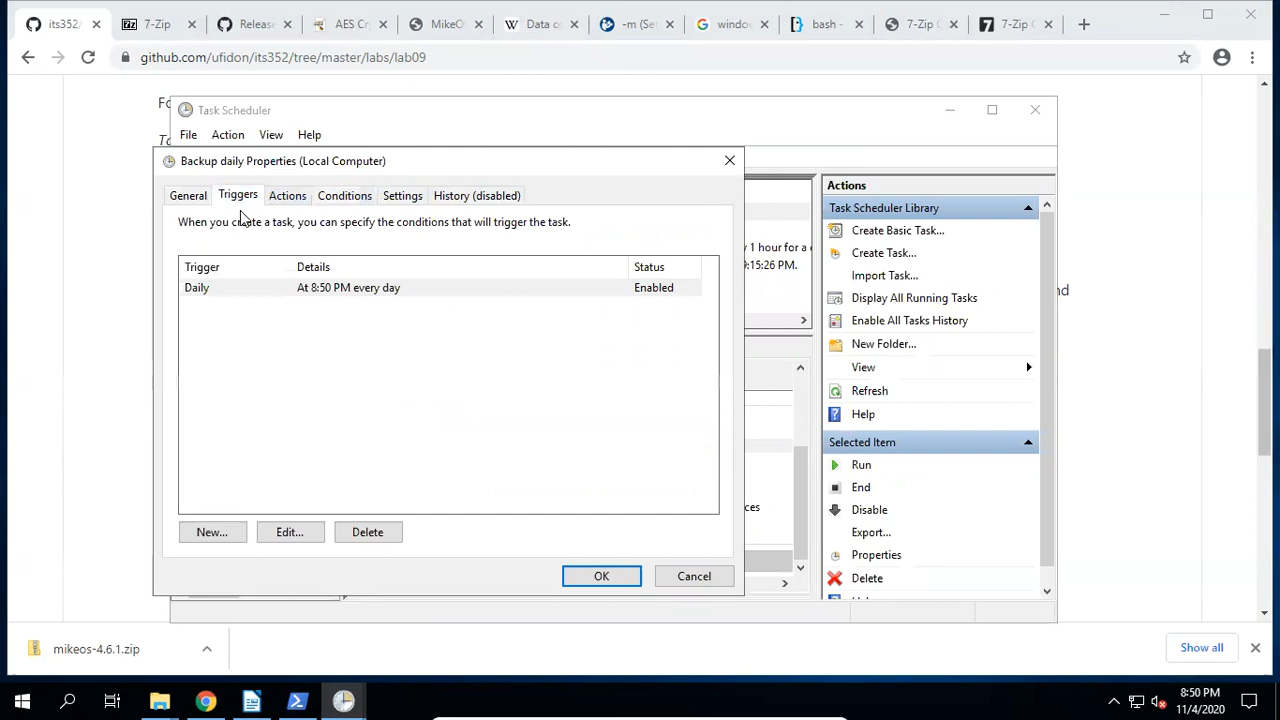 its352/
7-Zip
Release
AES Cr
MikeOS
Data co
-m (Set
windo
bash -
7-Zip C
7-Zip C
github.com/ufidon/its352/tree/master/labs/lab09
Fo
Task Scheduler
File Action View Help
Backup daily Properties (Local Computer)
General Triggers Actions Conditions Settings History (disabled)
When you create a task, you can specify the conditions that will trigger the task.
Trigger Details Status
Daily At 8:50 PM every day Enabled
New... Edit... Delete
OK Cancel
y 1 hour for a
9:15:26 PM.
ces
nd
Actions
Task Scheduler Library
Create Basic Task...
Create Task...
Import Task...
Display All Running Tasks
Enable All Tasks History
New Folder...
View
Refresh
Help
Selected Item
Run
End
Disable
Export...
Properties
Delete
mikeos-4.6.1.zip
Show all
8:50 PM
11/4/2020